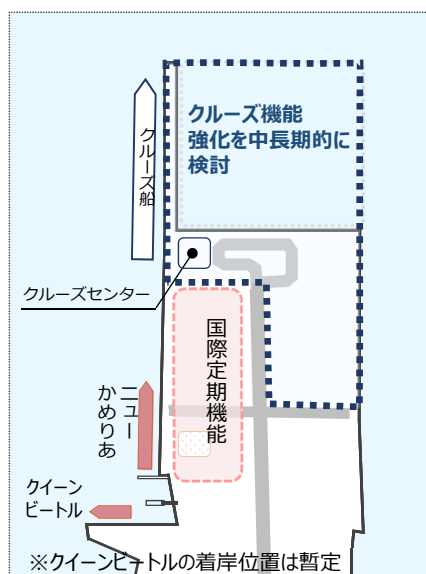 クルーズ機能
強化を中長期的に
検討
クルーズ船
クルーズセンター
国際定期機能
ニュー
かめりあ
クイーン
ビートル
※クイーンビートルの着岸位置は暫定